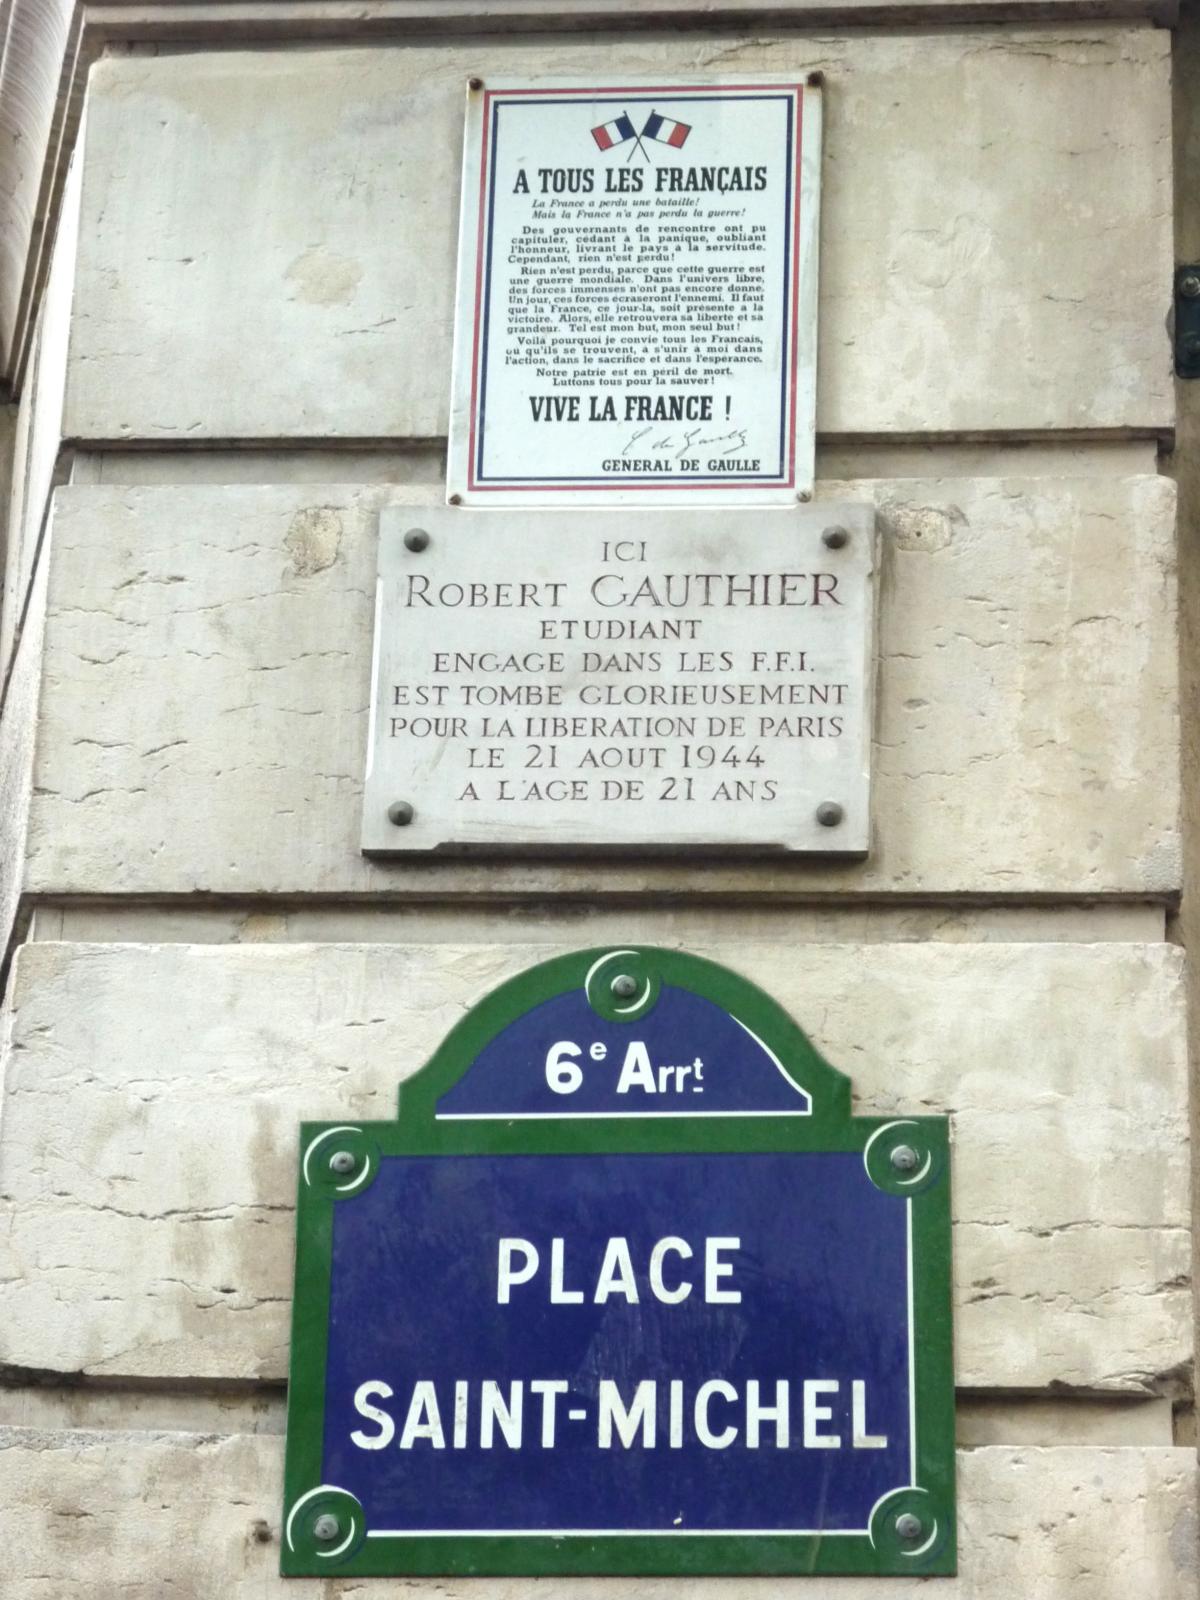 A TOUS LES FRANÇAIS
La France a perdu une bataille!
Mais la France n'a pas perdu la guerre!
Des gouvernants de rencontre ont pu
capituler, cédant à la panique, oubliant
l'honneur, livrant le pays à la servitude.
Cependant, rien n'est perdu!
Rien n'est perdu, parce que cette guerre est
une guerre mondiale. Dans l'univers libre,
des forces immenses n'ont pas encore donné.
Un jour, ces forces écraseront l'ennemi. Il faut
que la France, ce jour-là, soit présente à la
victoire. Alors, elle retrouvera sa liberté et sa
grandeur. Tel est mon but, mon seul but!
Voilà pourquoi je convie tous les Francais,
où qu'ils se trouvent, à s'unir à moi dans
l'action, dans le sacrifice et dans l'espérance.
Notre patrie est en péril de mort.
Luttons tous pour la sauver!
VIVE LA FRANCE !
C de Gaulle
GENERAL DE GAULLE
ICI
ROBERT GAUTHIER
ETUDIANT
ENGAGE DANS LES F.F.I.
EST TOMBE GLORIEUSEMENT
POUR LA LIBERATION DE PARIS
LE 21 AOUT 1944
A L'AGE DE 21 ANS
6e Arrt
PLACE
SAINT-MICHEL